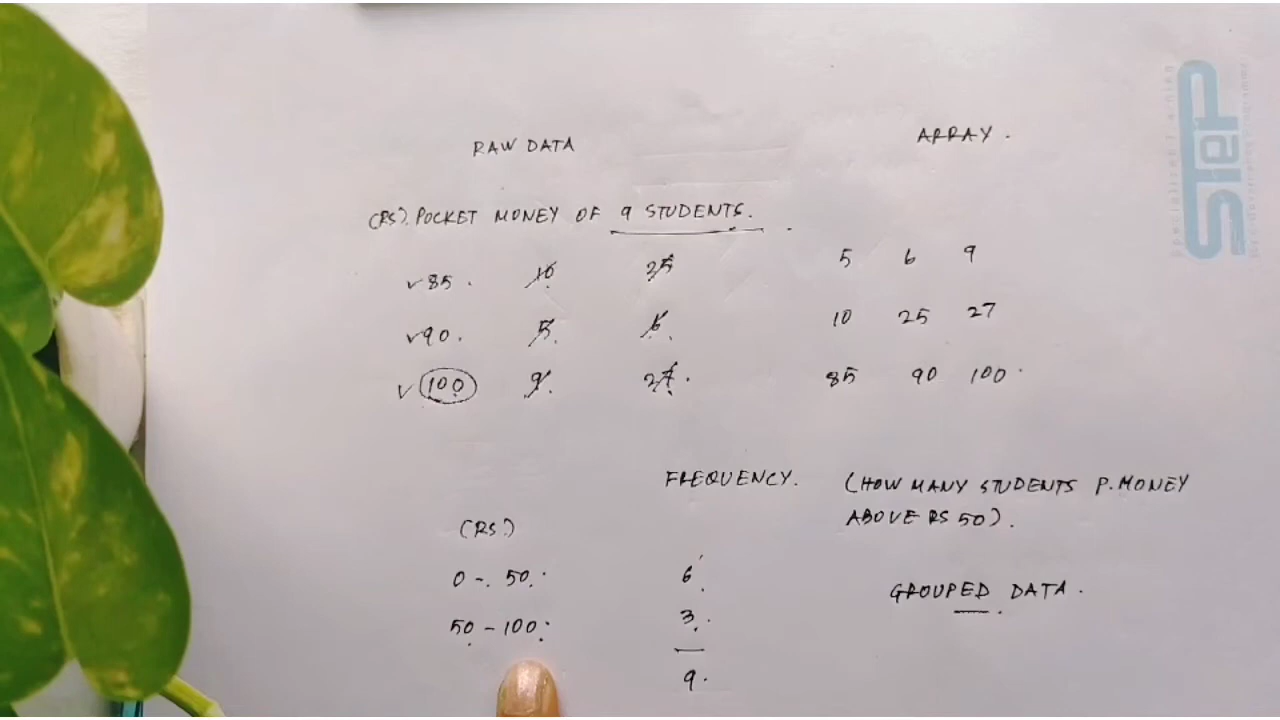 RAW DATA
ARRAY.
(RS). POCKET MONEY OF 9 STUDENTS.
85. 10 25
90. 5. 6.
100 9. 27.
5 6 9
10 25 27
85 90 100.
FREQUENCY. (HOW MANY STUDENTS P. MONEY
ABOVE RS 50).
(RS.)
0 - 50. 6
50 - 100. 3.
9.
GROUPED DATA.
STEP